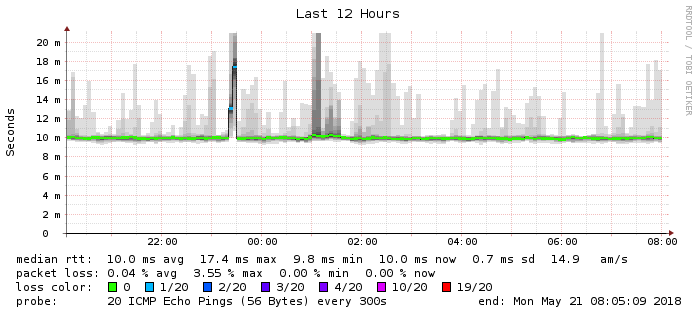 Last 12 Hours
RRDTOOL / TOBI OETIKER
Seconds
20 m
18 m
16 m
14 m
12 m
10 m
8 m
6 m
4 m
2 m
0
22:00 00:00 02:00 04:00 06:00 08:00
median rtt: 10.0 ms avg 17.4 ms max 9.8 ms min 10.0 ms now 0.7 ms sd 14.9 am/s
packet loss: 0.04 % avg 3.55 % max 0.00 % min 0.00 % now
loss color: 0 1/20 2/20 3/20 4/20 10/20 19/20
probe: 20 ICMP Echo Pings (56 Bytes) every 300s end: Mon May 21 08:05:09 2018